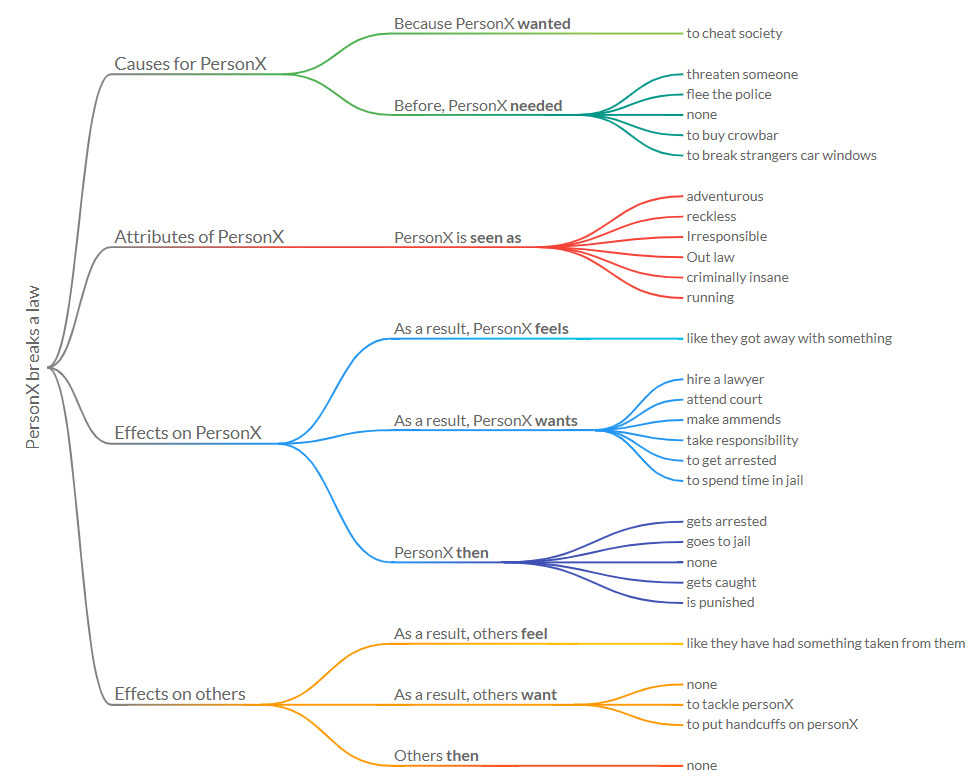 PersonX breaks a law
Causes for PersonX
Because PersonX wanted
to cheat society
Before, PersonX needed
threaten someone
flee the police
none
to buy crowbar
to break strangers car windows
Attributes of PersonX
PersonX is seen as
adventurous
reckless
Irresponsible
Out law
criminally insane
running
Effects on PersonX
As a result, PersonX feels
like they got away with something
As a result, PersonX wants
hire a lawyer
attend court
make ammends
take responsibility
to get arrested
to spend time in jail
PersonX then
gets arrested
goes to jail
none
gets caught
is punished
Effects on others
As a result, others feel
like they have had something taken from them
As a result, others want
none
to tackle personX
to put handcuffs on personX
Others then
none